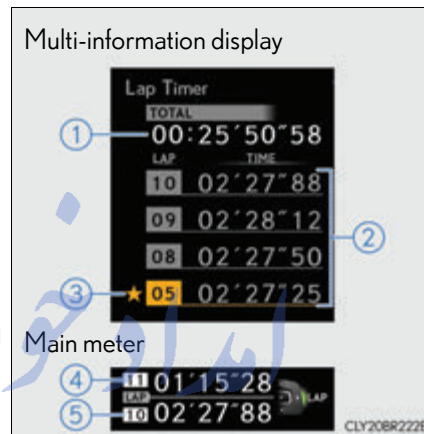 Multi-information display
Lap Timer
TOTAL
1 00:25´50˝58
LAP TIME
10 02´27˝88
09 02´28˝12
2
08 02´27˝50
3 ★ 05 02´27˝25
Main meter
4 11 01´15˝28
LAP LAP
5 10 02´27˝88
CLY20BR222E